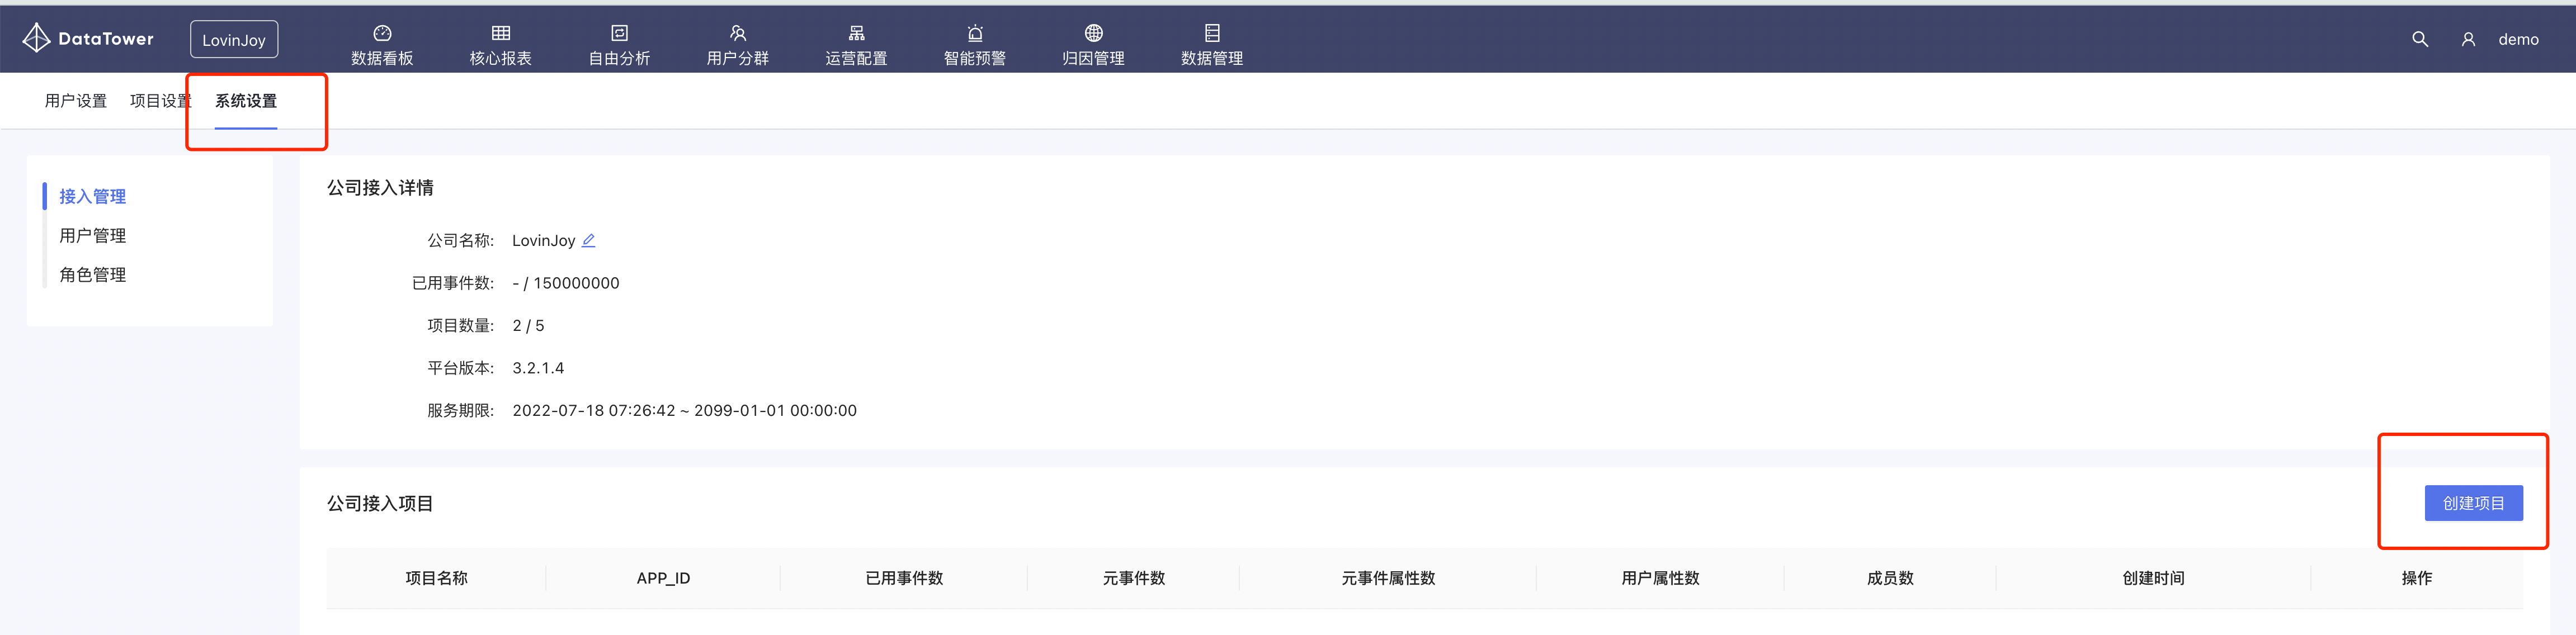 DataTower
LovinJoy
数据看板
核心报表
自由分析
用户分群
运营配置
智能预警
归因管理
数据管理
demo
用户设置
项目设置
系统设置
接入管理
用户管理
角色管理
公司接入详情
公司名称: LovinJoy
已用事件数: - / 150000000
项目数量: 2 / 5
平台版本: 3.2.1.4
服务期限: 2022-07-18 07:26:42 ~ 2099-01-01 00:00:00
公司接入项目
创建项目
项目名称 APP_ID 已用事件数 元事件数 元事件属性数 用户属性数 成员数 创建时间 操作